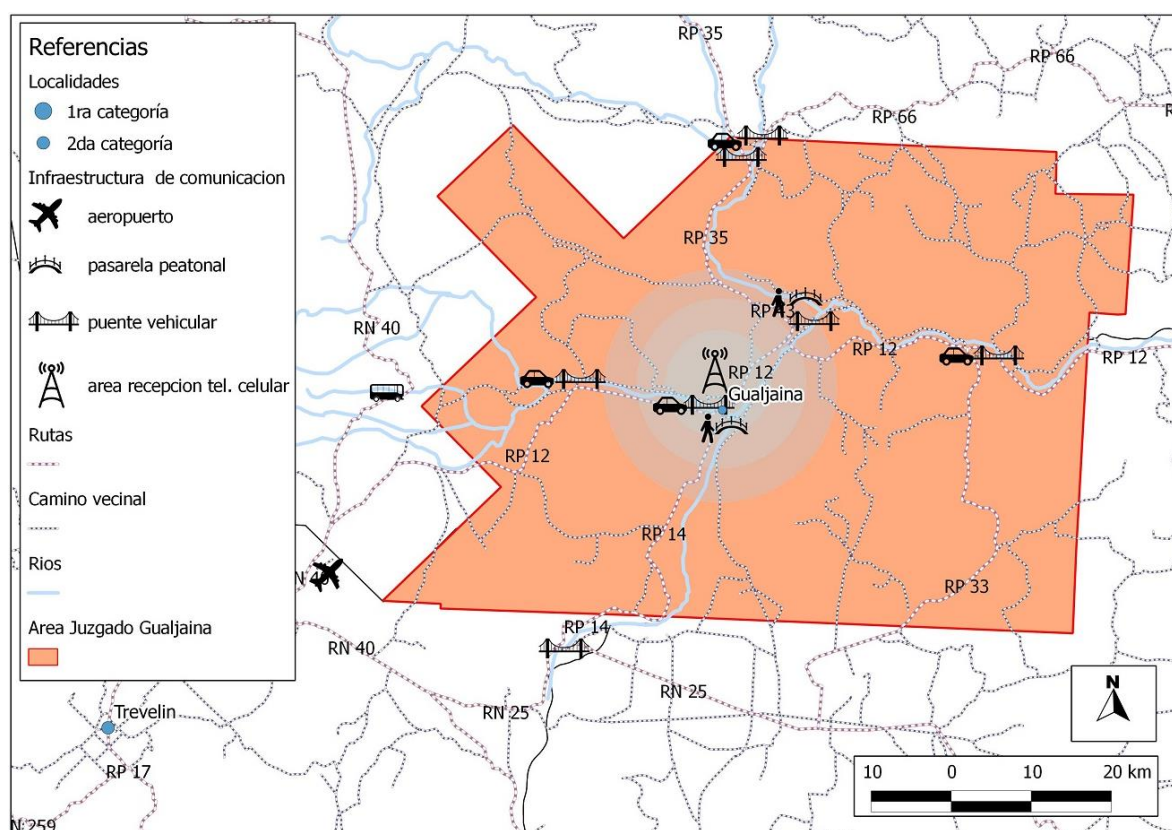 Referencias
Localidades
1ra categoría
2da categoría
Infraestructura de comunicacion
aeropuerto
pasarela peatonal
puente vehicular
area recepcion tel. celular
Rutas
Camino vecinal
Rios
Area Juzgado Gualjaina
RP 35
RP 66
RP 66
RP 35
RN 40
RP 12
RP 12
RP 12
Gualjaina
RP 12
RP 14
RP 33
RP 14
RN 40
RN 25
RN 25
Trevelin
RP 17
N 259
N
10 0 10 20 km